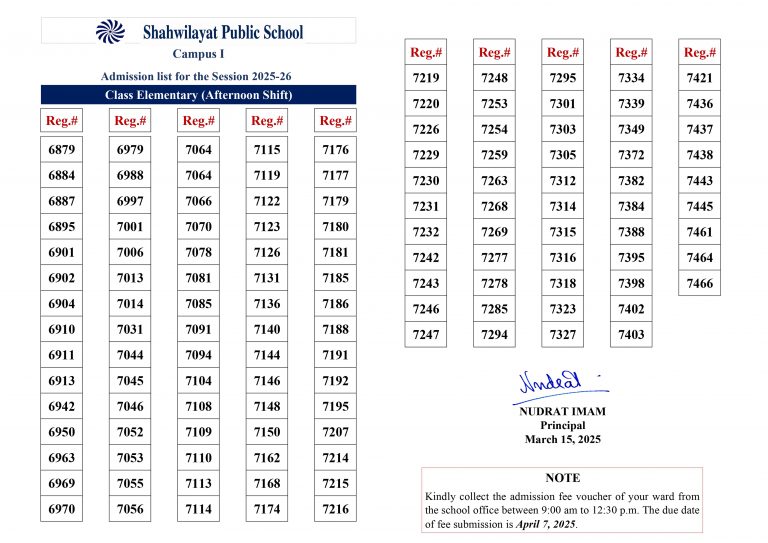 Shahwilayat Public School
Campus I
Admission list for the Session 2025-26
Class Elementary (Afternoon Shift)
Reg.# Reg.# Reg.# Reg.# Reg.#
6879 6979 7064 7115 7176
6884 6988 7064 7119 7177
6887 6997 7066 7122 7179
6895 7001 7070 7123 7180
6901 7006 7078 7126 7181
6902 7013 7081 7131 7185
6904 7014 7085 7136 7186
6910 7031 7091 7140 7188
6911 7044 7094 7144 7191
6913 7045 7104 7146 7192
6942 7046 7108 7148 7195
6950 7052 7109 7150 7207
6963 7053 7110 7162 7214
6969 7055 7113 7168 7215
6970 7056 7114 7174 7216
Reg.# Reg.# Reg.# Reg.# Reg.#
7219 7248 7295 7334 7421
7220 7253 7301 7339 7436
7226 7254 7303 7349 7437
7229 7259 7305 7372 7438
7230 7263 7312 7382 7443
7231 7268 7314 7384 7445
7232 7269 7315 7388 7461
7242 7277 7316 7395 7464
7243 7278 7318 7398 7466
7246 7285 7323 7402
7247 7294 7327 7403
Nudrat
NUDRAT IMAM
Principal
March 15, 2025
NOTE
Kindly collect the admission fee voucher of your ward from
the school office between 9:00 am to 12:30 p.m. The due date
of fee submission is April 7, 2025.